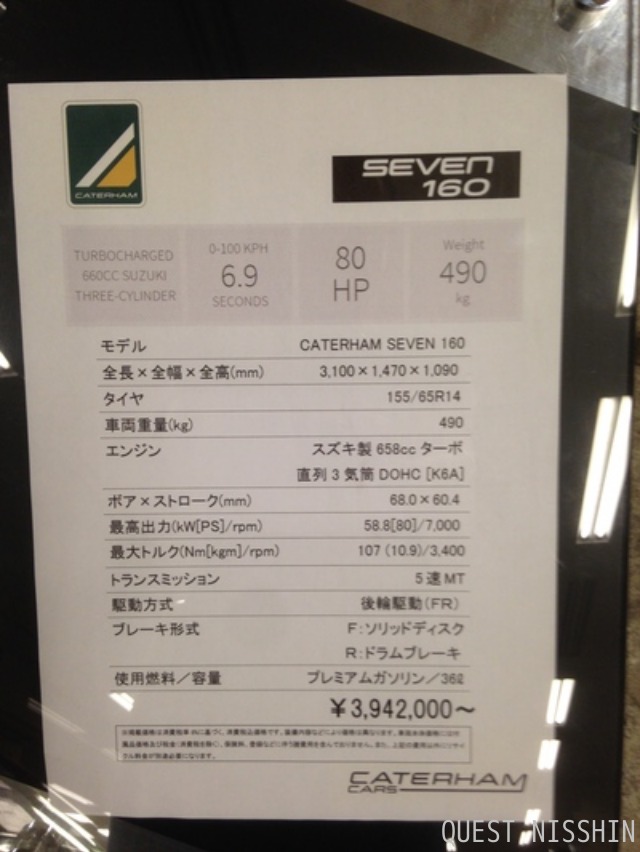 CATERHAM
SEVEN
160
TURBOCHARGED
660CC SUZUKI
THREE-CYLINDER
0-100 KPH
6.9
SECONDS
80
HP
Weight
490
kg
モデル CATERHAM SEVEN 160
全長×全幅×全高(mm) 3,100×1,470×1,090
タイヤ 155/65R14
車両重量(kg) 490
エンジン スズキ製 658cc ターボ
直列 3 気筒 DOHC [K6A]
ボア×ストローク(mm) 68.0×60.4
最高出力(kW[PS]/rpm) 58.8[80]/7,000
最大トルク(Nm[kgm]/rpm) 107 (10.9)/3,400
トランスミッション 5 速 MT
駆動方式 後輪駆動(FR)
ブレーキ形式 F:ソリッドディスク
R:ドラムブレーキ
使用燃料/容量 プレミアムガソリン/36ℓ
¥3,942,000~
CATERHAM
CARS
QUEST NISSHIN